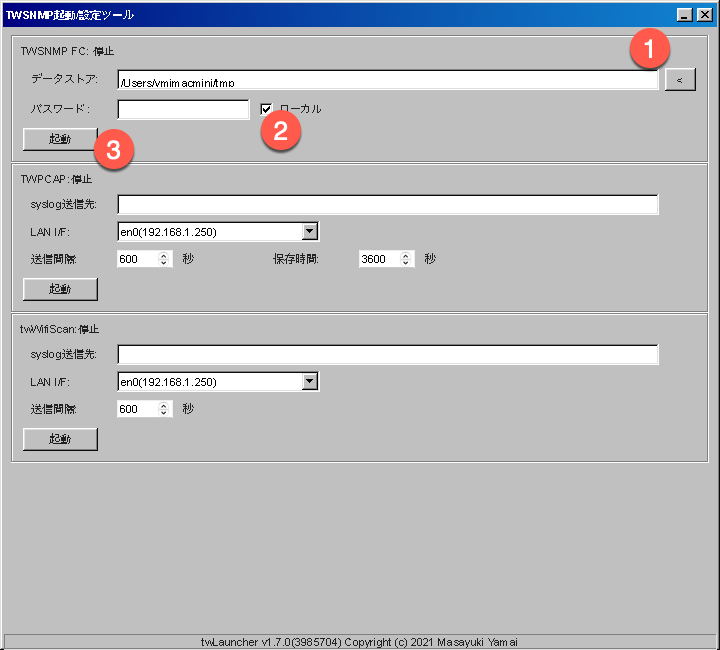 TWSNMP起動/設定ツール
TWSNMP FC: 停止
1
データストア: /Users/ymimacmini/tmp <
パスワード: ローカル
2
起動
3
TWPCAP:停止
syslog送信先:
LAN I/F: en0(192.168.1.250)
送信間隔: 600 秒 保存時間: 3600 秒
起動
twWifiScan:停止
syslog送信先:
LAN I/F: en0(192.168.1.250)
送信間隔: 600 秒
起動
twLauncher v1.7.0(3985704) Copyright (c) 2021 Masayuki Yamai